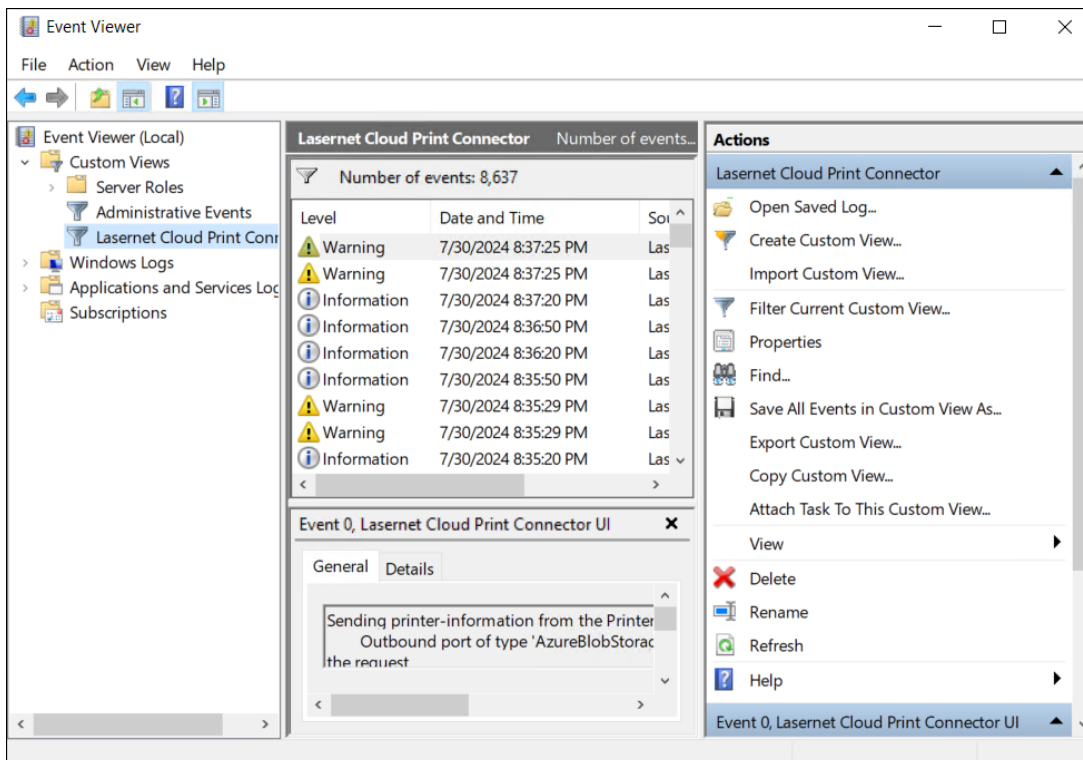 Event Viewer
File Action View Help
Event Viewer (Local)
Custom Views
Server Roles
Administrative Events
Lasernet Cloud Print Conr
Windows Logs
Applications and Services Log
Subscriptions
Lasernet Cloud Print Connector Number of events...
Number of events: 8,637
Level Date and Time Sou
Warning 7/30/2024 8:37:25 PM Las
Warning 7/30/2024 8:37:25 PM Las
Information 7/30/2024 8:37:20 PM Las
Information 7/30/2024 8:36:50 PM Las
Information 7/30/2024 8:36:20 PM Las
Information 7/30/2024 8:35:50 PM Las
Warning 7/30/2024 8:35:29 PM Las
Warning 7/30/2024 8:35:29 PM Las
Information 7/30/2024 8:35:20 PM Las
Event 0, Lasernet Cloud Print Connector UI
General Details
Sending printer-information from the Printer
Outbound port of type 'AzureBlobStorac
the request
Actions
Lasernet Cloud Print Connector
Open Saved Log...
Create Custom View...
Import Custom View...
Filter Current Custom View...
Properties
Find...
Save All Events in Custom View As...
Export Custom View...
Copy Custom View...
Attach Task To This Custom View...
View
Delete
Rename
Refresh
Help
Event 0, Lasernet Cloud Print Connector UI